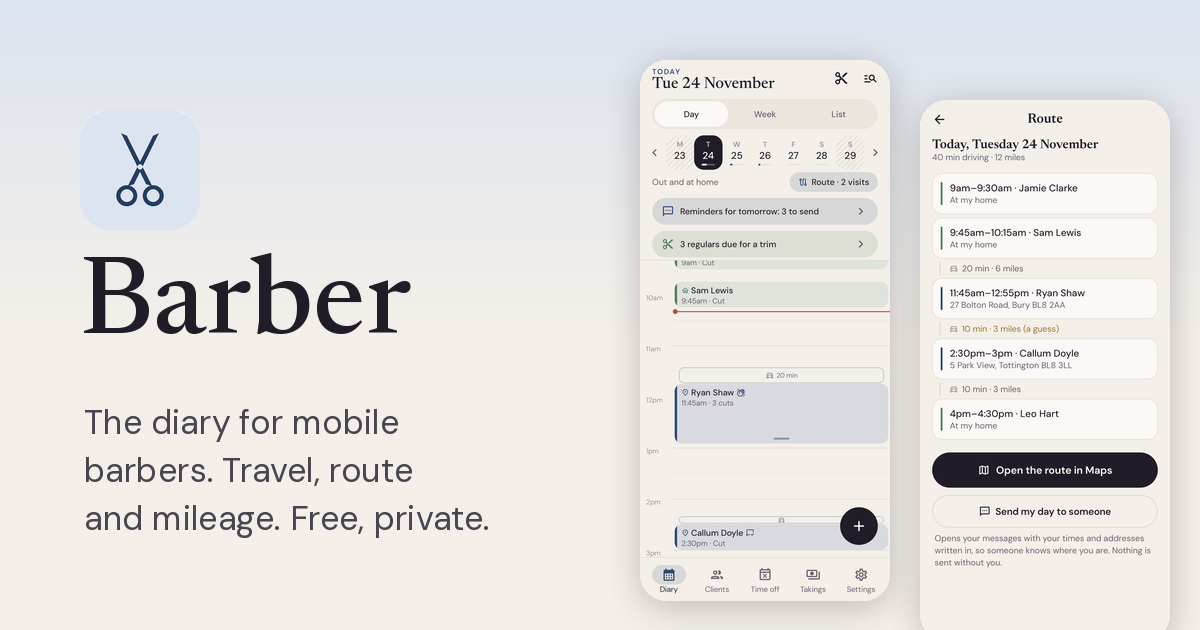 Barber
The diary for mobile
barbers. Travel, route
and mileage. Free, private.
TODAY
Tue 24 November
Day Week List
M T W T F S S
23 24 25 26 27 28 29
Out and at home
Route · 2 visits
Reminders for tomorrow: 3 to send
3 regulars due for a trim
9am · Cut
Sam Lewis
10am
9:45am · Cut
11am
20 min
Ryan Shaw
12pm
11:45am · 3 cuts
1pm
2pm
Callum Doyle
2:30pm · Cut
3pm
+
Diary Clients Time off Takings Settings
Route
Today, Tuesday 24 November
40 min driving · 12 miles
9am–9:30am · Jamie Clarke
At my home
9:45am–10:15am · Sam Lewis
At my home
20 min · 6 miles
11:45am–12:55pm · Ryan Shaw
27 Bolton Road, Bury BL8 2AA
10 min · 3 miles (a guess)
2:30pm–3pm · Callum Doyle
5 Park View, Tottington BL8 3LL
10 min · 3 miles
4pm–4:30pm · Leo Hart
At my home
Open the route in Maps
Send my day to someone
Opens your messages with your times and addresses
written in, so someone knows where you are. Nothing is
sent without you.